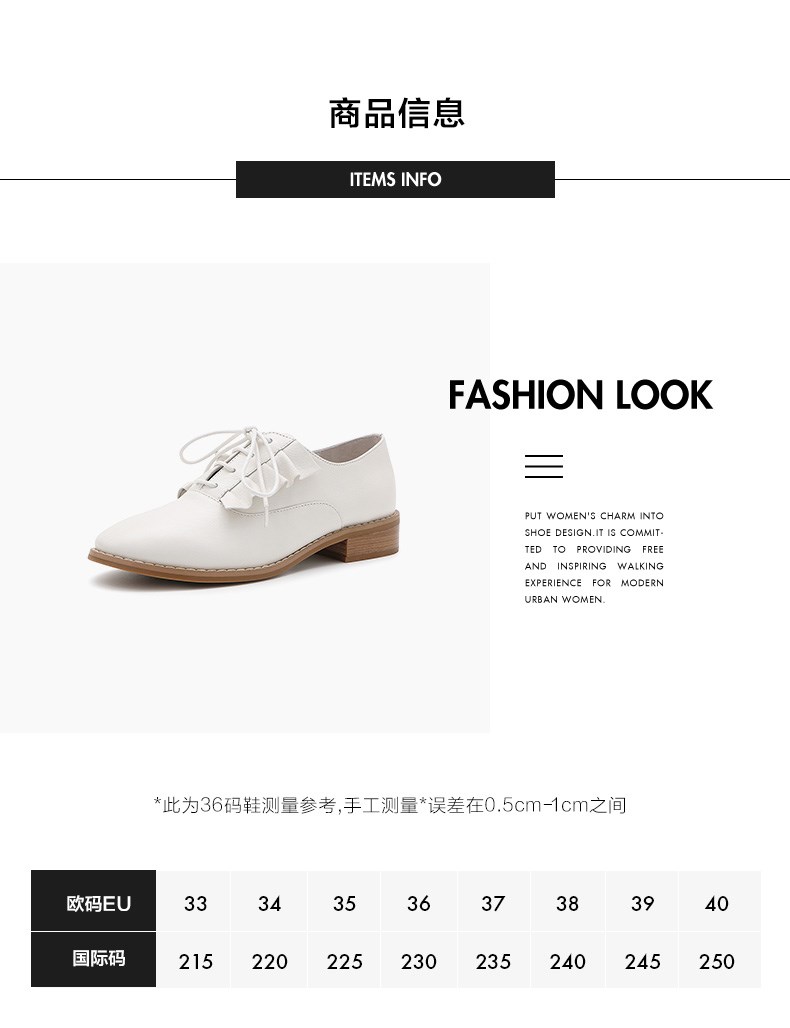 商品信息
ITEMS INFO
FASHION LOOK
PUT WOMEN'S CHARM INTO
SHOE DESIGN.IT IS COMMIT-
TED TO PROVIDING FREE
AND INSPIRING WALKING
EXPERIENCE FOR MODERN
URBAN WOMEN.
*此为36码鞋测量参考,手工测量*误差在0.5cm-1cm之间
欧码EU 33 34 35 36 37 38 39 40
国际码 215 220 225 230 235 240 245 250